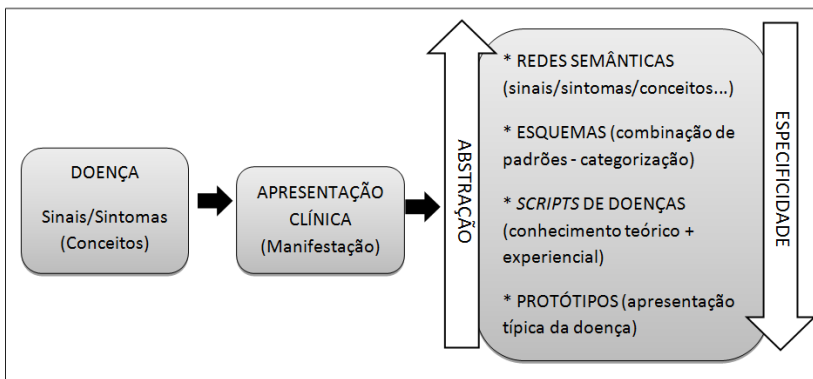 DOENÇA
Sinais/Sintomas
(Conceitos)
APRESENTAÇÃO
CLÍNICA
(Manifestação)
ABSTRAÇÃO
* REDES SEMÂNTICAS
(sinais/sintomas/conceitos...)
* ESQUEMAS (combinação de
padrões - categorização)
* SCRIPTS DE DOENÇAS
(conhecimento teórico +
experiencial)
* PROTÓTIPOS (apresentação
típica da doença)
ESPECIFICIDADE